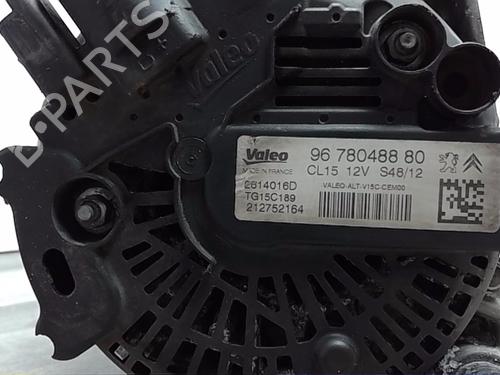 B+
Valeo
B-PARTS
Valeo 96 780488 80
MADE IN FRANCE CL15 12V S48/12
2614016D VALEO-ALT-V15C-CEM00
TG15C189
212752164
Valeo